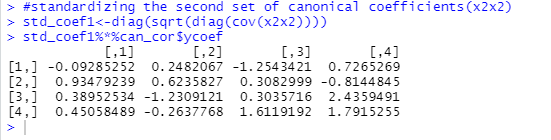 > #standardizing the second set of canonical coefficients(x2x2)
> std_coef1<-diag(sqrt(diag(cov(x2x2))))
> std_coef1%*%can_cor$ycoef
[,1] [,2] [,3] [,4]
[1,] -0.09285252 0.2482067 -1.2543421 0.7265269
[2,] 0.93479239 0.6235827 0.3082999 -0.8144845
[3,] 0.38952534 -1.2309121 0.3035716 2.4359491
[4,] 0.45058489 -0.2637768 1.6119192 1.7915255
>